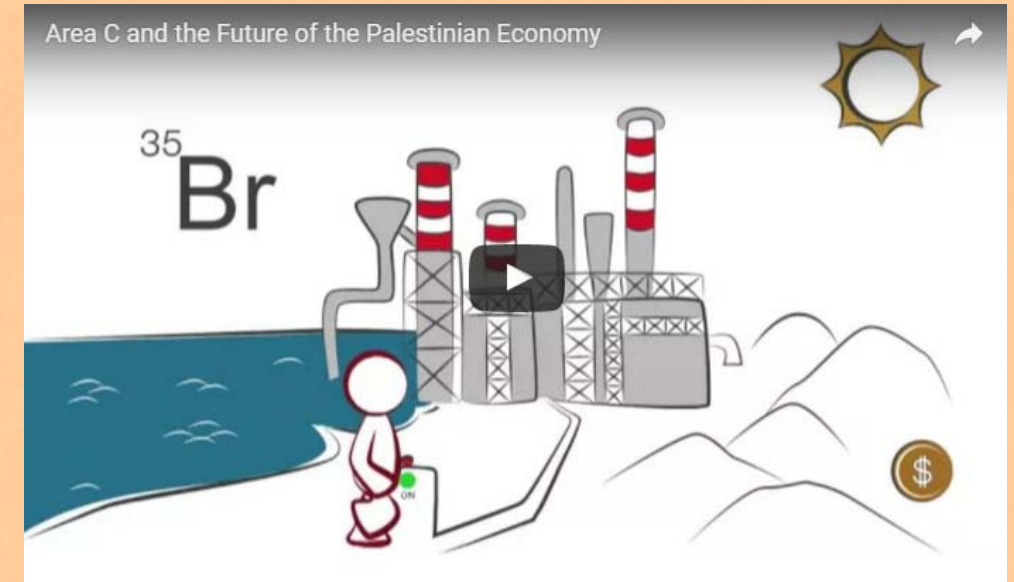 Area C and the Future of the Palestinian Economy
35
Br
ON
$